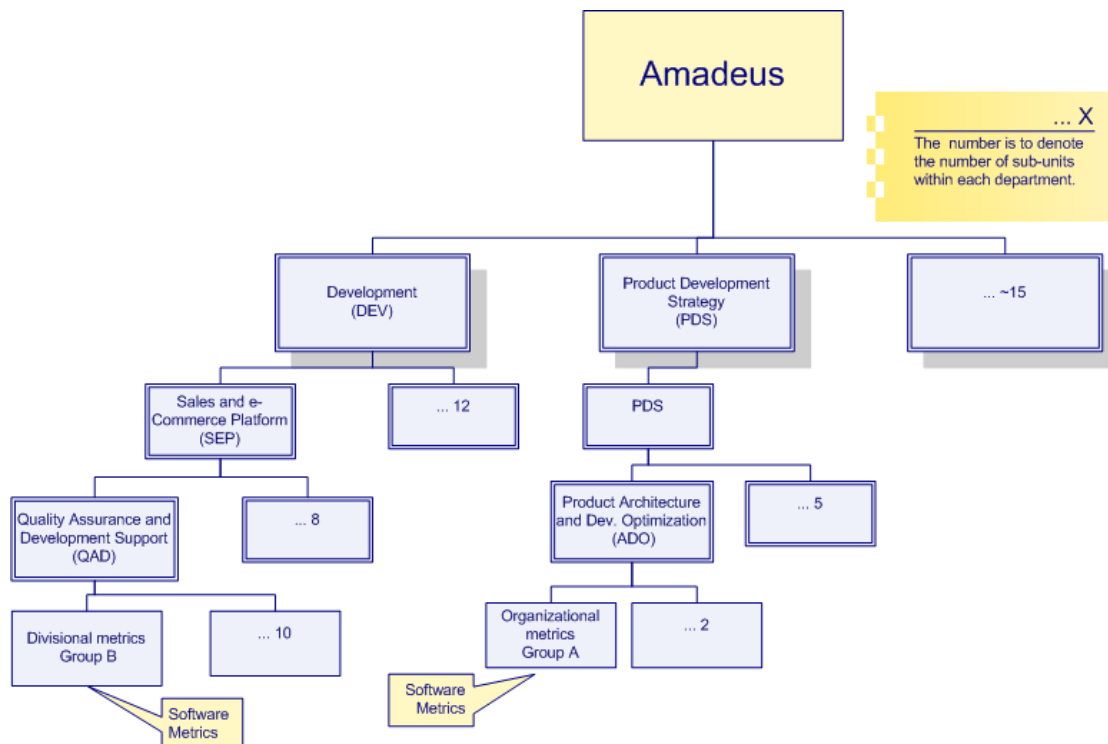 Amadeus
... X
The number is to denote
the number of sub-units
within each department.
Development
(DEV)
Product Development
Strategy
(PDS)
... ~15
Sales and e-
Commerce Platform
(SEP)
... 12
PDS
Quality Assurance and
Development Support
(QAD)
... 8
Product Architecture
and Dev. Optimization
(ADO)
... 5
Divisional metrics
Group B
... 10
Organizational
metrics
Group A
... 2
Software
Metrics
Software
Metrics